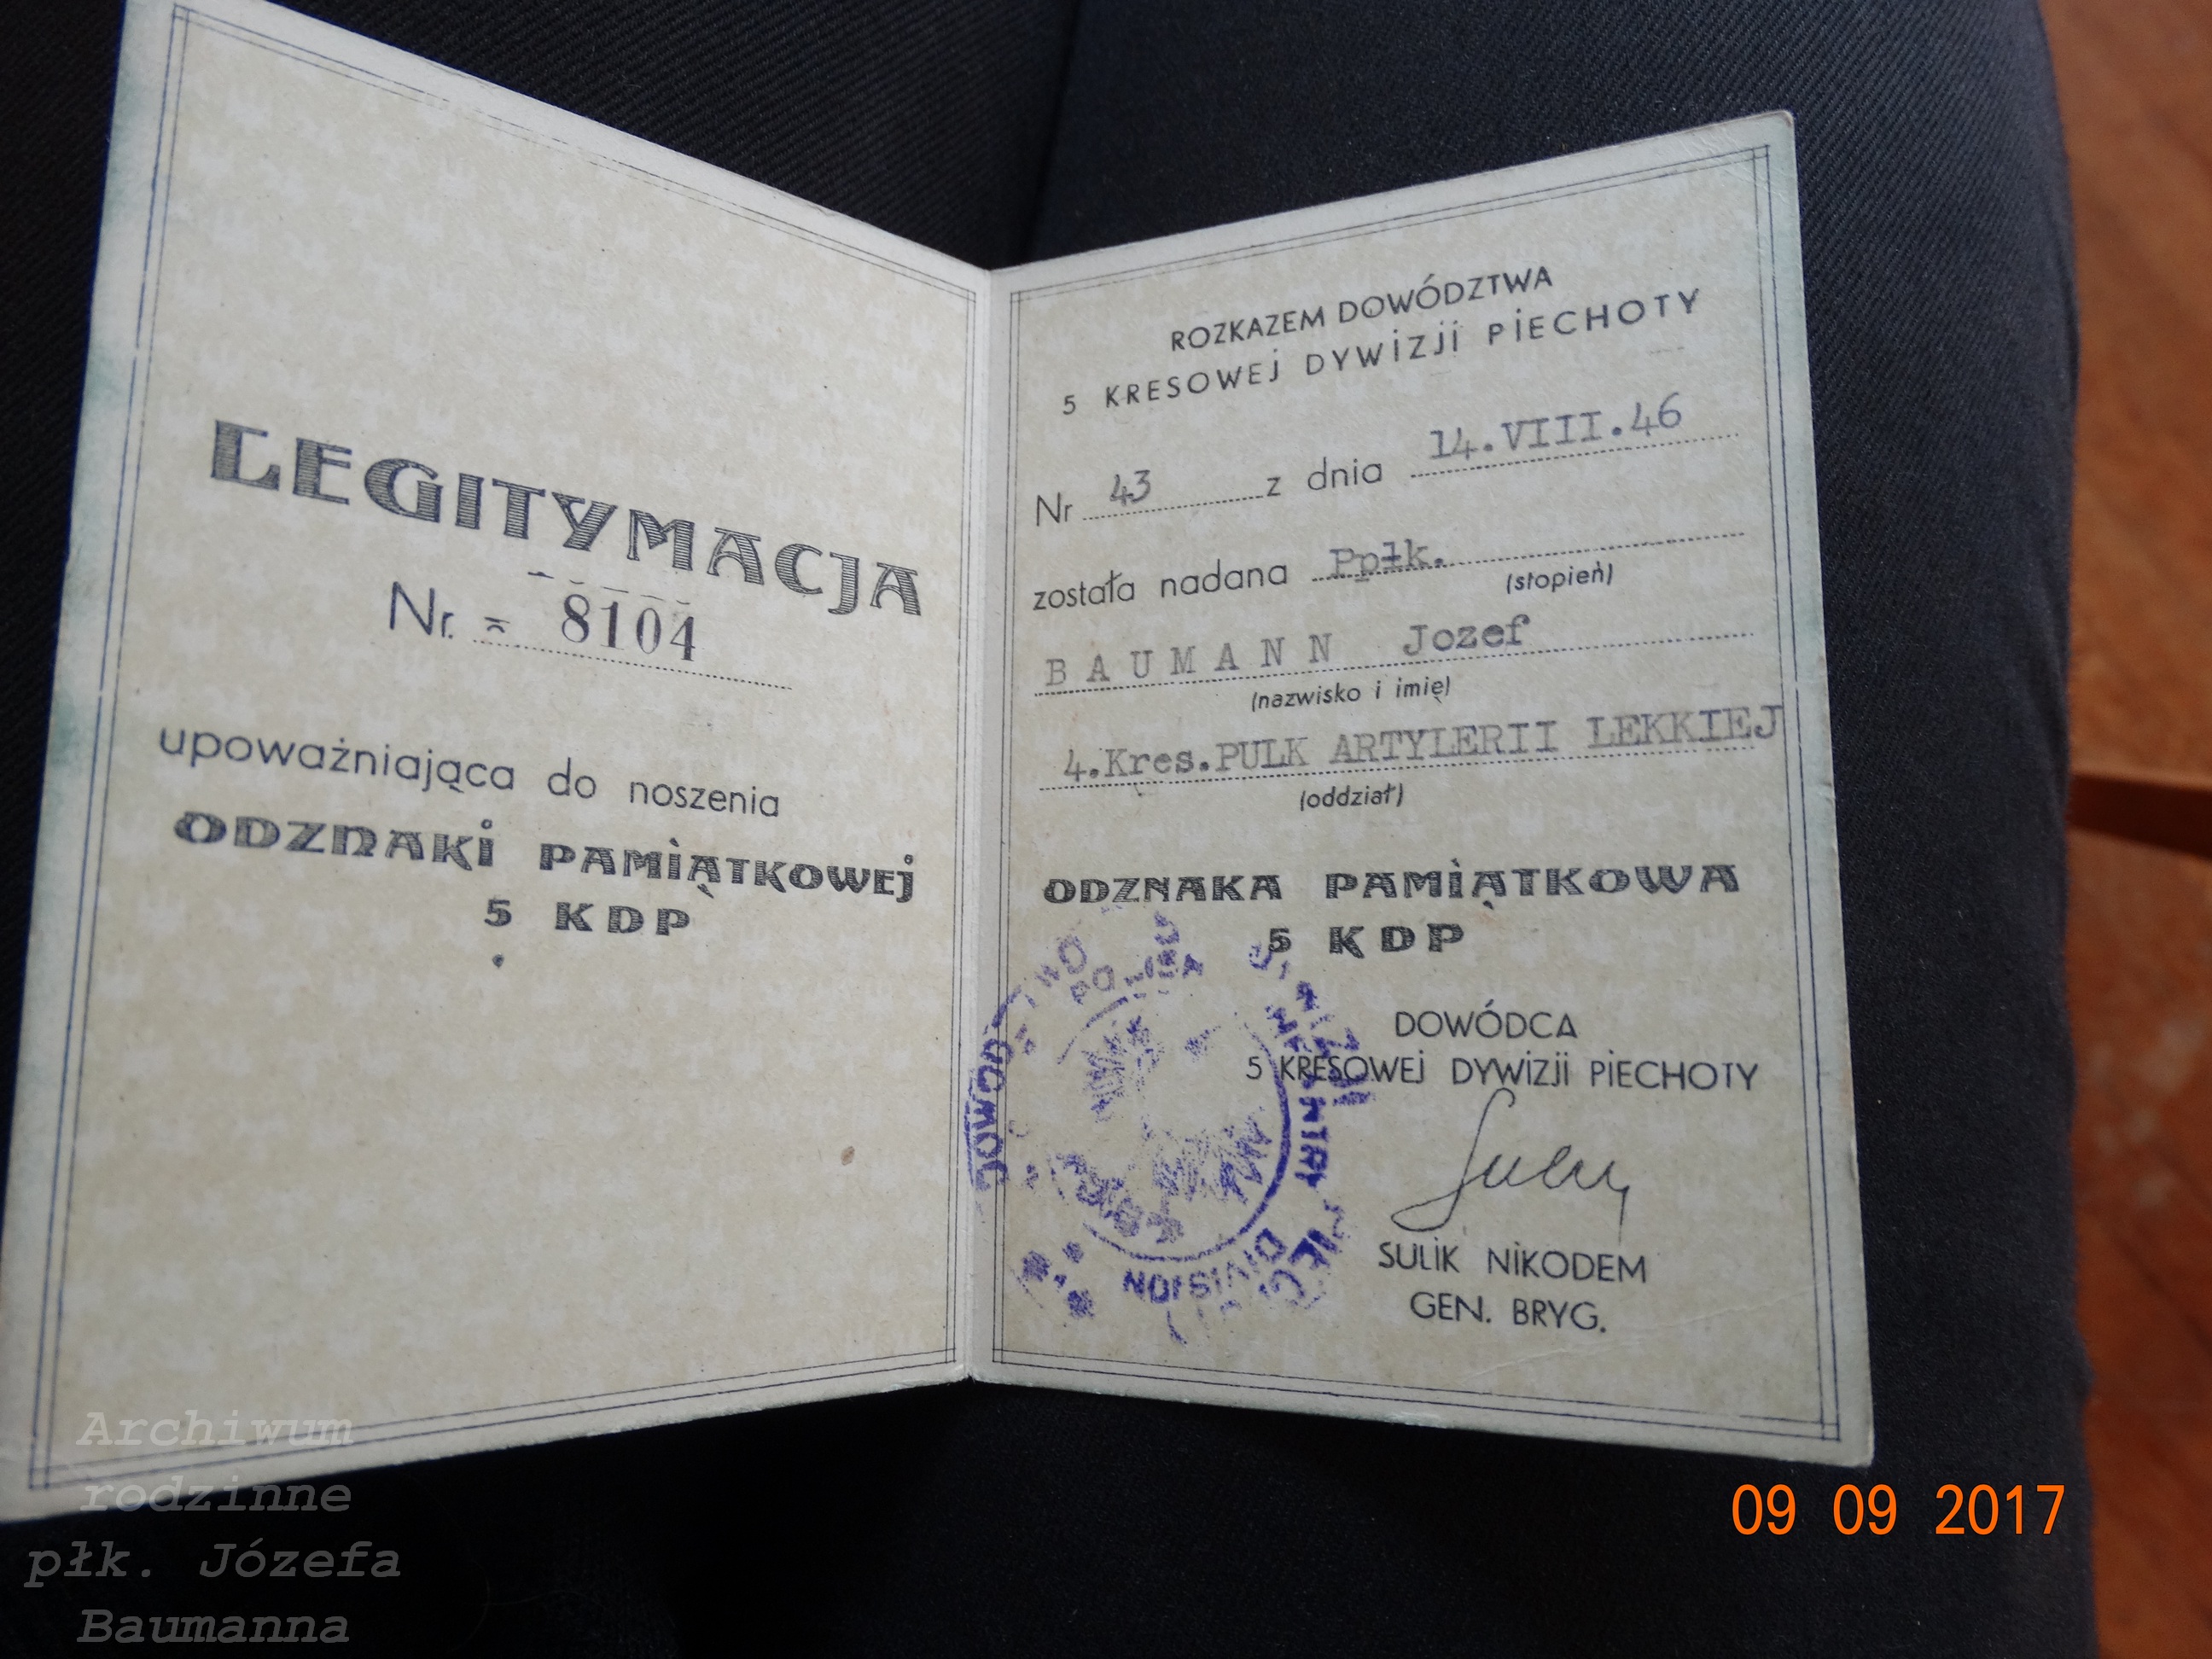 LEGITYMACJA
Nr. 8104
upoważniająca do noszenia
ODZNAKI PAMIĄTKOWEJ
5 KDP
ROZKAZEM DOWÓDZTWA
5 KRESOWEJ DYWIZJI PIECHOTY
Nr 43 z dnia 14.VIII.46
została nadana Ppłk.
(stopień)
BAUMANN Jozef
(nazwisko i imię)
4.Kres.PULK ARTYLERII LEKKIEJ
(oddział)
ODZNAKA PAMIĄTKOWA
5 KDP
DOWÓDCA
5 KRESOWEJ DYWIZJI PIECHOTY
SULIK NIKODEM
GEN. BRYG.
DIVISION
Archiwum
rodzinne
płk. Józefa
Baumanna
09 09 2017